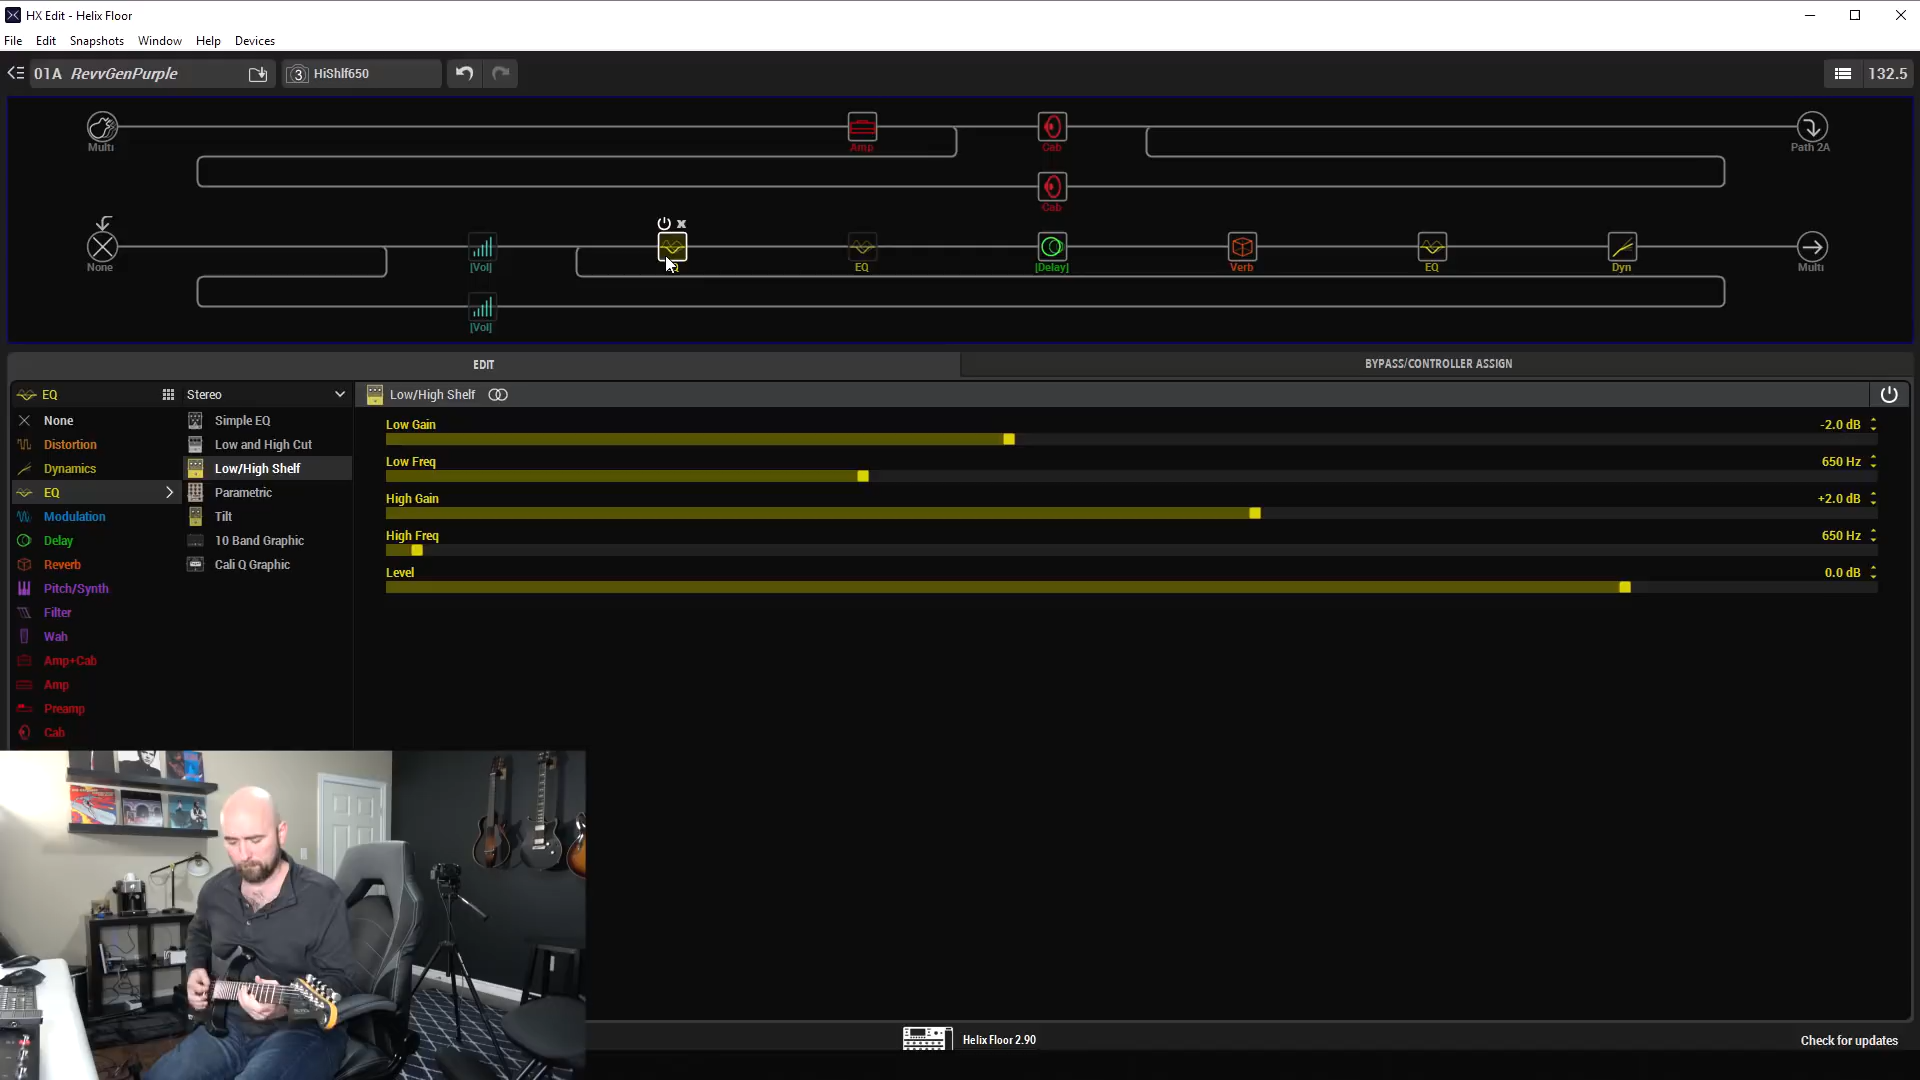 HX Edit - Helix Floor
File Edit Snapshots Window Help Devices
01A RevvGenPurple 3 HiShlf650 132.5
Multi Amp Cab Path 2A
Cab
None [Vol] EQ EQ [Delay] Verb EQ Dyn Multi
[Vol]
EDIT BYPASS/CONTROLLER ASSIGN
EQ Stereo Low/High Shelf
None Simple EQ Low Gain -2.0 dB
Distortion Low and High Cut
Dynamics Low/High Shelf Low Freq 650 Hz
EQ Parametric High Gain +2.0 dB
Modulation Tilt
Delay 10 Band Graphic High Freq 650 Hz
Reverb Cali Q Graphic Level 0.0 dB
Pitch/Synth
Filter
Wah
Amp+Cab
Amp
Preamp
Cab
Helix Floor 2.90 Check for updates